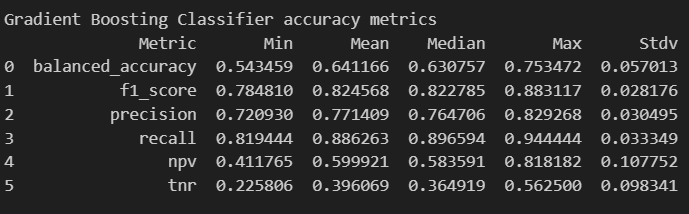 Gradient Boosting Classifier accuracy metrics
Metric Min Mean Median Max Stdv
0 balanced_accuracy 0.543459 0.641166 0.630757 0.753472 0.057013
1 f1_score 0.784810 0.824568 0.822785 0.883117 0.028176
2 precision 0.720930 0.771409 0.764706 0.829268 0.030495
3 recall 0.819444 0.886263 0.896594 0.944444 0.033349
4 npv 0.411765 0.599921 0.583591 0.818182 0.107752
5 tnr 0.225806 0.396069 0.364919 0.562500 0.098341